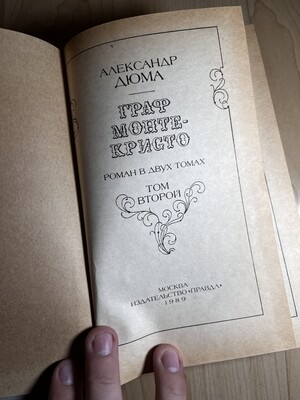 АЛЕКСАНДР
ДЮМА
ГРАФ
МОНТЕ-
КРИСТО
РОМАН В ДВУХ ТОМАХ
ТОМ
ВТОРОЙ
МОСКВА
ИЗДАТЕЛЬСТВО «ПРАВДА»
1989